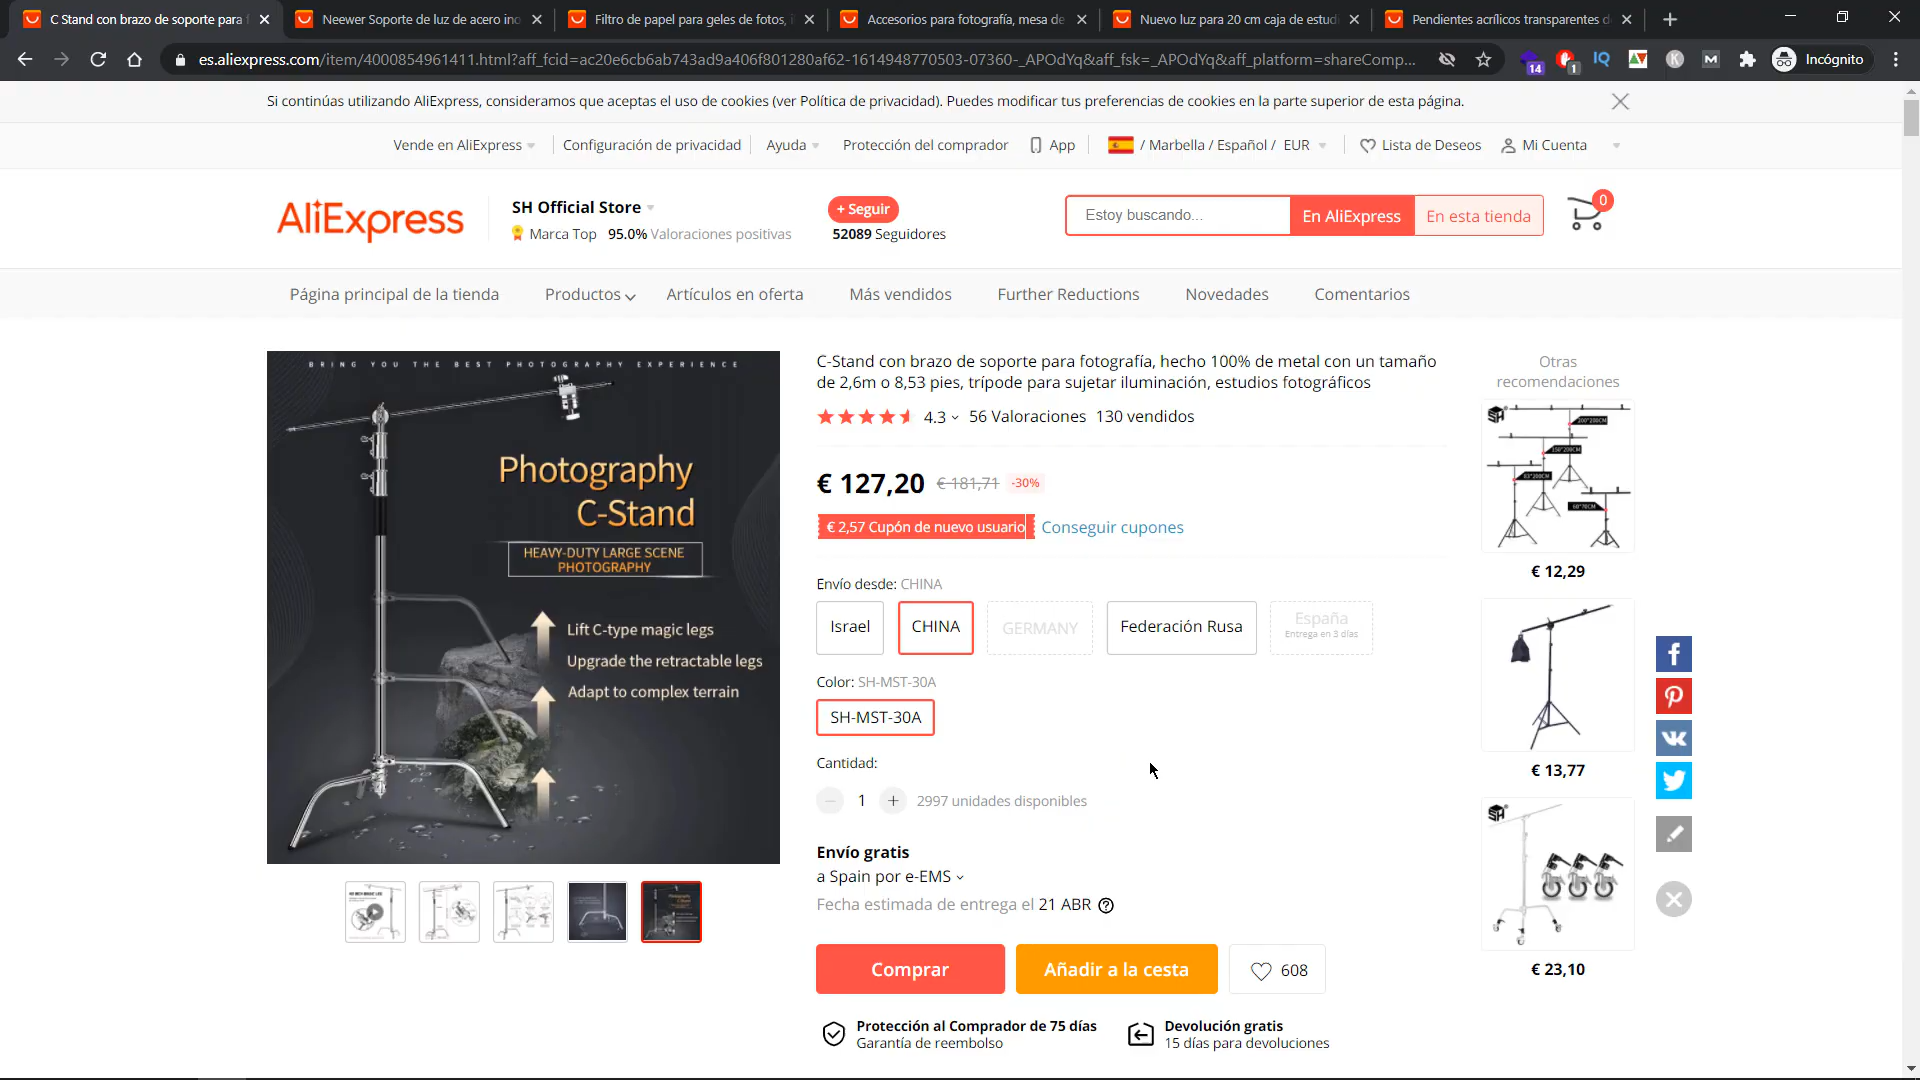 C Stand con brazo de soporte para f
Neewer Soporte de luz de acero ino
Filtro de papel para geles de fotos,
Accesorios para fotografía, mesa de
Nuevo luz para 20 cm caja de estud
Pendientes acrílicos transparentes d
es.aliexpress.com/item/4000854961411.html?aff_fcid=ac20e6cb6ab743ad9a406f801280af62-1614948770503-07360-_APOdYq&aff_fsk=_APOdYq&aff_platform=shareComp...
14
1
IQ
K
M
Incógnito
Si continúas utilizando AliExpress, consideramos que aceptas el uso de cookies (ver Política de privacidad). Puedes modificar tus preferencias de cookies en la parte superior de esta página.
Vende en AliExpress
Configuración de privacidad
Ayuda
Protección del comprador
App
/ Marbella / Español / EUR
Lista de Deseos
Mi Cuenta
AliExpress
SH Official Store
Marca Top 95.0% Valoraciones positivas
+ Seguir
52089 Seguidores
Estoy buscando...
En AliExpress
En esta tienda
0
Página principal de la tienda
Productos
Artículos en oferta
Más vendidos
Further Reductions
Novedades
Comentarios
BRING YOU THE BEST PHOTOGRAPHY EXPERIENCE
Photography
C-Stand
HEAVY-DUTY LARGE SCENE
PHOTOGRAPHY
Lift C-type magic legs
Upgrade the retractable legs
Adapt to complex terrain
C-Stand con brazo de soporte para fotografía, hecho 100% de metal con un tamaño
de 2,6m o 8,53 pies, trípode para sujetar iluminación, estudios fotográficos
4.3 56 Valoraciones 130 vendidos
€ 127,20 € 181,71 -30%
€ 2,57 Cupón de nuevo usuario Conseguir cupones
Envío desde: CHINA
Israel
CHINA
GERMANY
Federación Rusa
España
Entrega en 3 días
Color: SH-MST-30A
SH-MST-30A
Cantidad:
1 + 2997 unidades disponibles
Envío gratis
a Spain por e-EMS
Fecha estimada de entrega el 21 ABR
Comprar
Añadir a la cesta
608
Protección al Comprador de 75 días
Garantía de reembolso
Devolución gratis
15 días para devoluciones
Otras
recomendaciones
SH
€ 12,29
€ 13,77
SH
€ 23,10